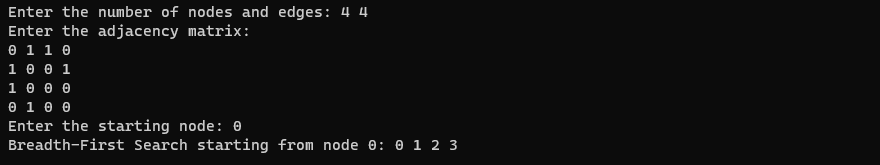 Enter the number of nodes and edges: 4 4
Enter the adjacency matrix:
0 1 1 0
1 0 0 1
1 0 0 0
0 1 0 0
Enter the starting node: 0
Breadth-First Search starting from node 0: 0 1 2 3